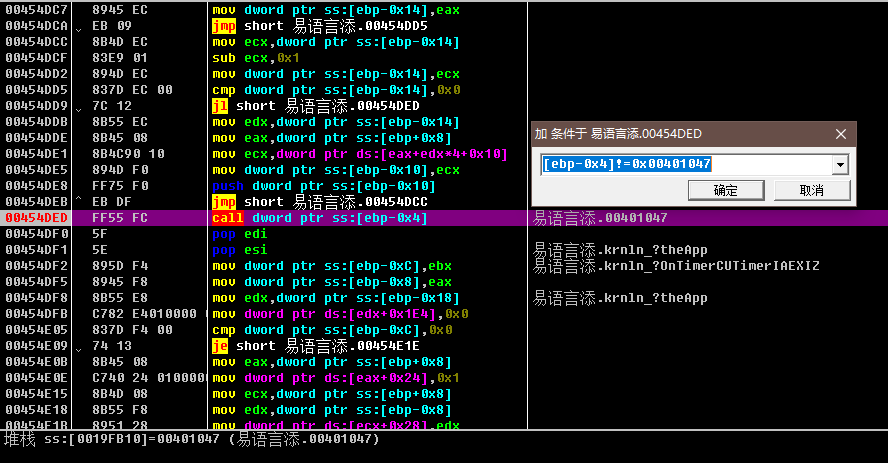 00454DC7 8945 EC mov dword ptr ss:[ebp-0x14],eax
00454DCA EB 09 jmp short 易语言添.00454DD5
00454DCC 8B4D EC mov ecx,dword ptr ss:[ebp-0x14]
00454DCF 83E9 01 sub ecx,0x1
00454DD2 894D EC mov dword ptr ss:[ebp-0x14],ecx
00454DD5 837D EC 00 cmp dword ptr ss:[ebp-0x14],0x0
00454DD9 7C 12 jl short 易语言添.00454DED
00454DDB 8B55 EC mov edx,dword ptr ss:[ebp-0x14]
00454DDE 8B45 08 mov eax,dword ptr ss:[ebp+0x8]
00454DE1 8B4C90 10 mov ecx,dword ptr ds:[eax+edx*4+0x10]
00454DE5 894D F0 mov dword ptr ss:[ebp-0x10],ecx
00454DE8 FF75 F0 push dword ptr ss:[ebp-0x10]
00454DEB EB DF jmp short 易语言添.00454DCC
00454DED FF55 FC call dword ptr ss:[ebp-0x4] 易语言添.00401047
00454DF0 5F pop edi
00454DF1 5E pop esi 易语言添.krnln_?theApp
00454DF2 895D F4 mov dword ptr ss:[ebp-0xC],ebx 易语言添.krnln_?OnTimerCUTimerIAEXIZ
00454DF5 8945 F8 mov dword ptr ss:[ebp-0x8],eax
00454DF8 8B55 E8 mov edx,dword ptr ss:[ebp-0x18] 易语言添.krnln_?theApp
00454DFB C782 E4010000 mov dword ptr ds:[edx+0x1E4],0x0
00454E05 837D F4 00 cmp dword ptr ss:[ebp-0xC],0x0
00454E09 74 13 je short 易语言添.00454E1E
00454E0B 8B45 08 mov eax,dword ptr ss:[ebp+0x8]
00454E0E C740 24 0100000 mov dword ptr ds:[eax+0x24],0x1
00454E15 8B4D 08 mov ecx,dword ptr ss:[ebp+0x8]
00454E18 8B55 F8 mov edx,dword ptr ss:[ebp-0x8]
00454E1B 8951 28 mov dword ptr ds:[ecx+0x28],edx
堆栈 ss:[0019FB10]=00401047 (易语言添.00401047)
加 条件于 易语言添.00454DED
[ebp-0x4]!=0x00401047
确定 取消